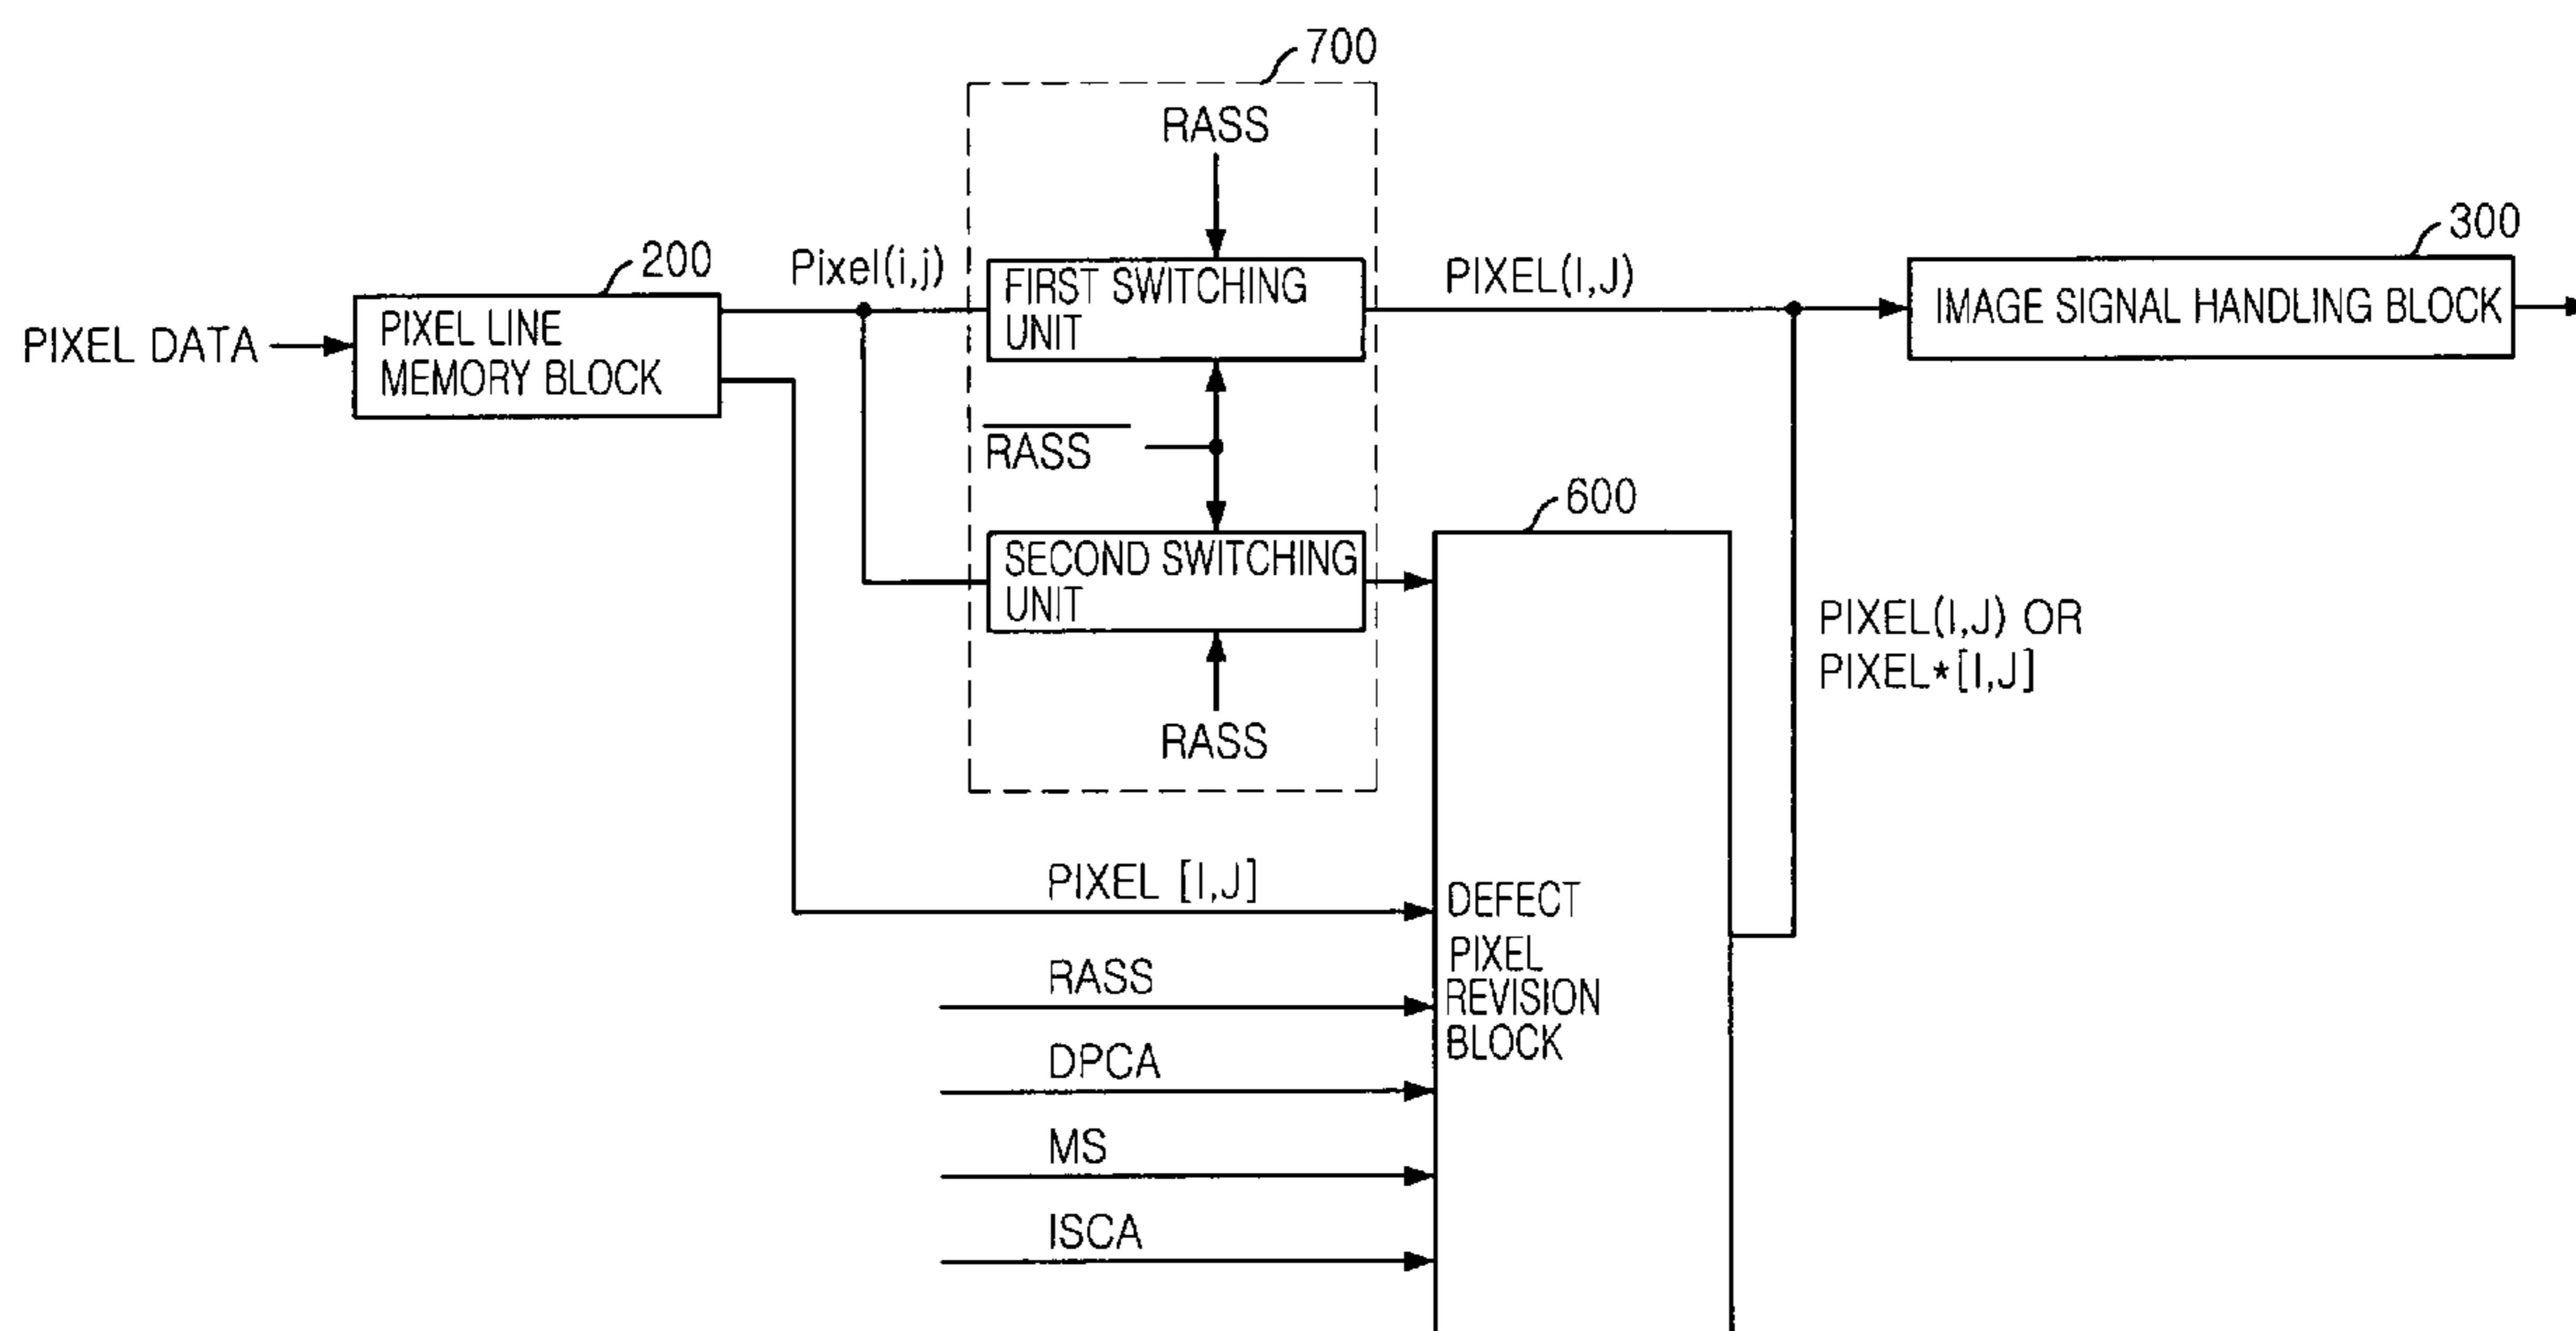 700
RASS
300
200
Pixel(i,j)
FIRST SWITCHING
UNIT
PIXEL(I,J)
IMAGE SIGNAL HANDLING BLOCK
PIXEL DATA
PIXEL LINE
MEMORY BLOCK
RASS
600
SECOND SWITCHING
UNIT
PIXEL(I,J) OR
PIXEL*[I,J]
RASS
PIXEL [I,J]
DEFECT
PIXEL
REVISION
BLOCK
RASS
DPCA
MS
ISCA